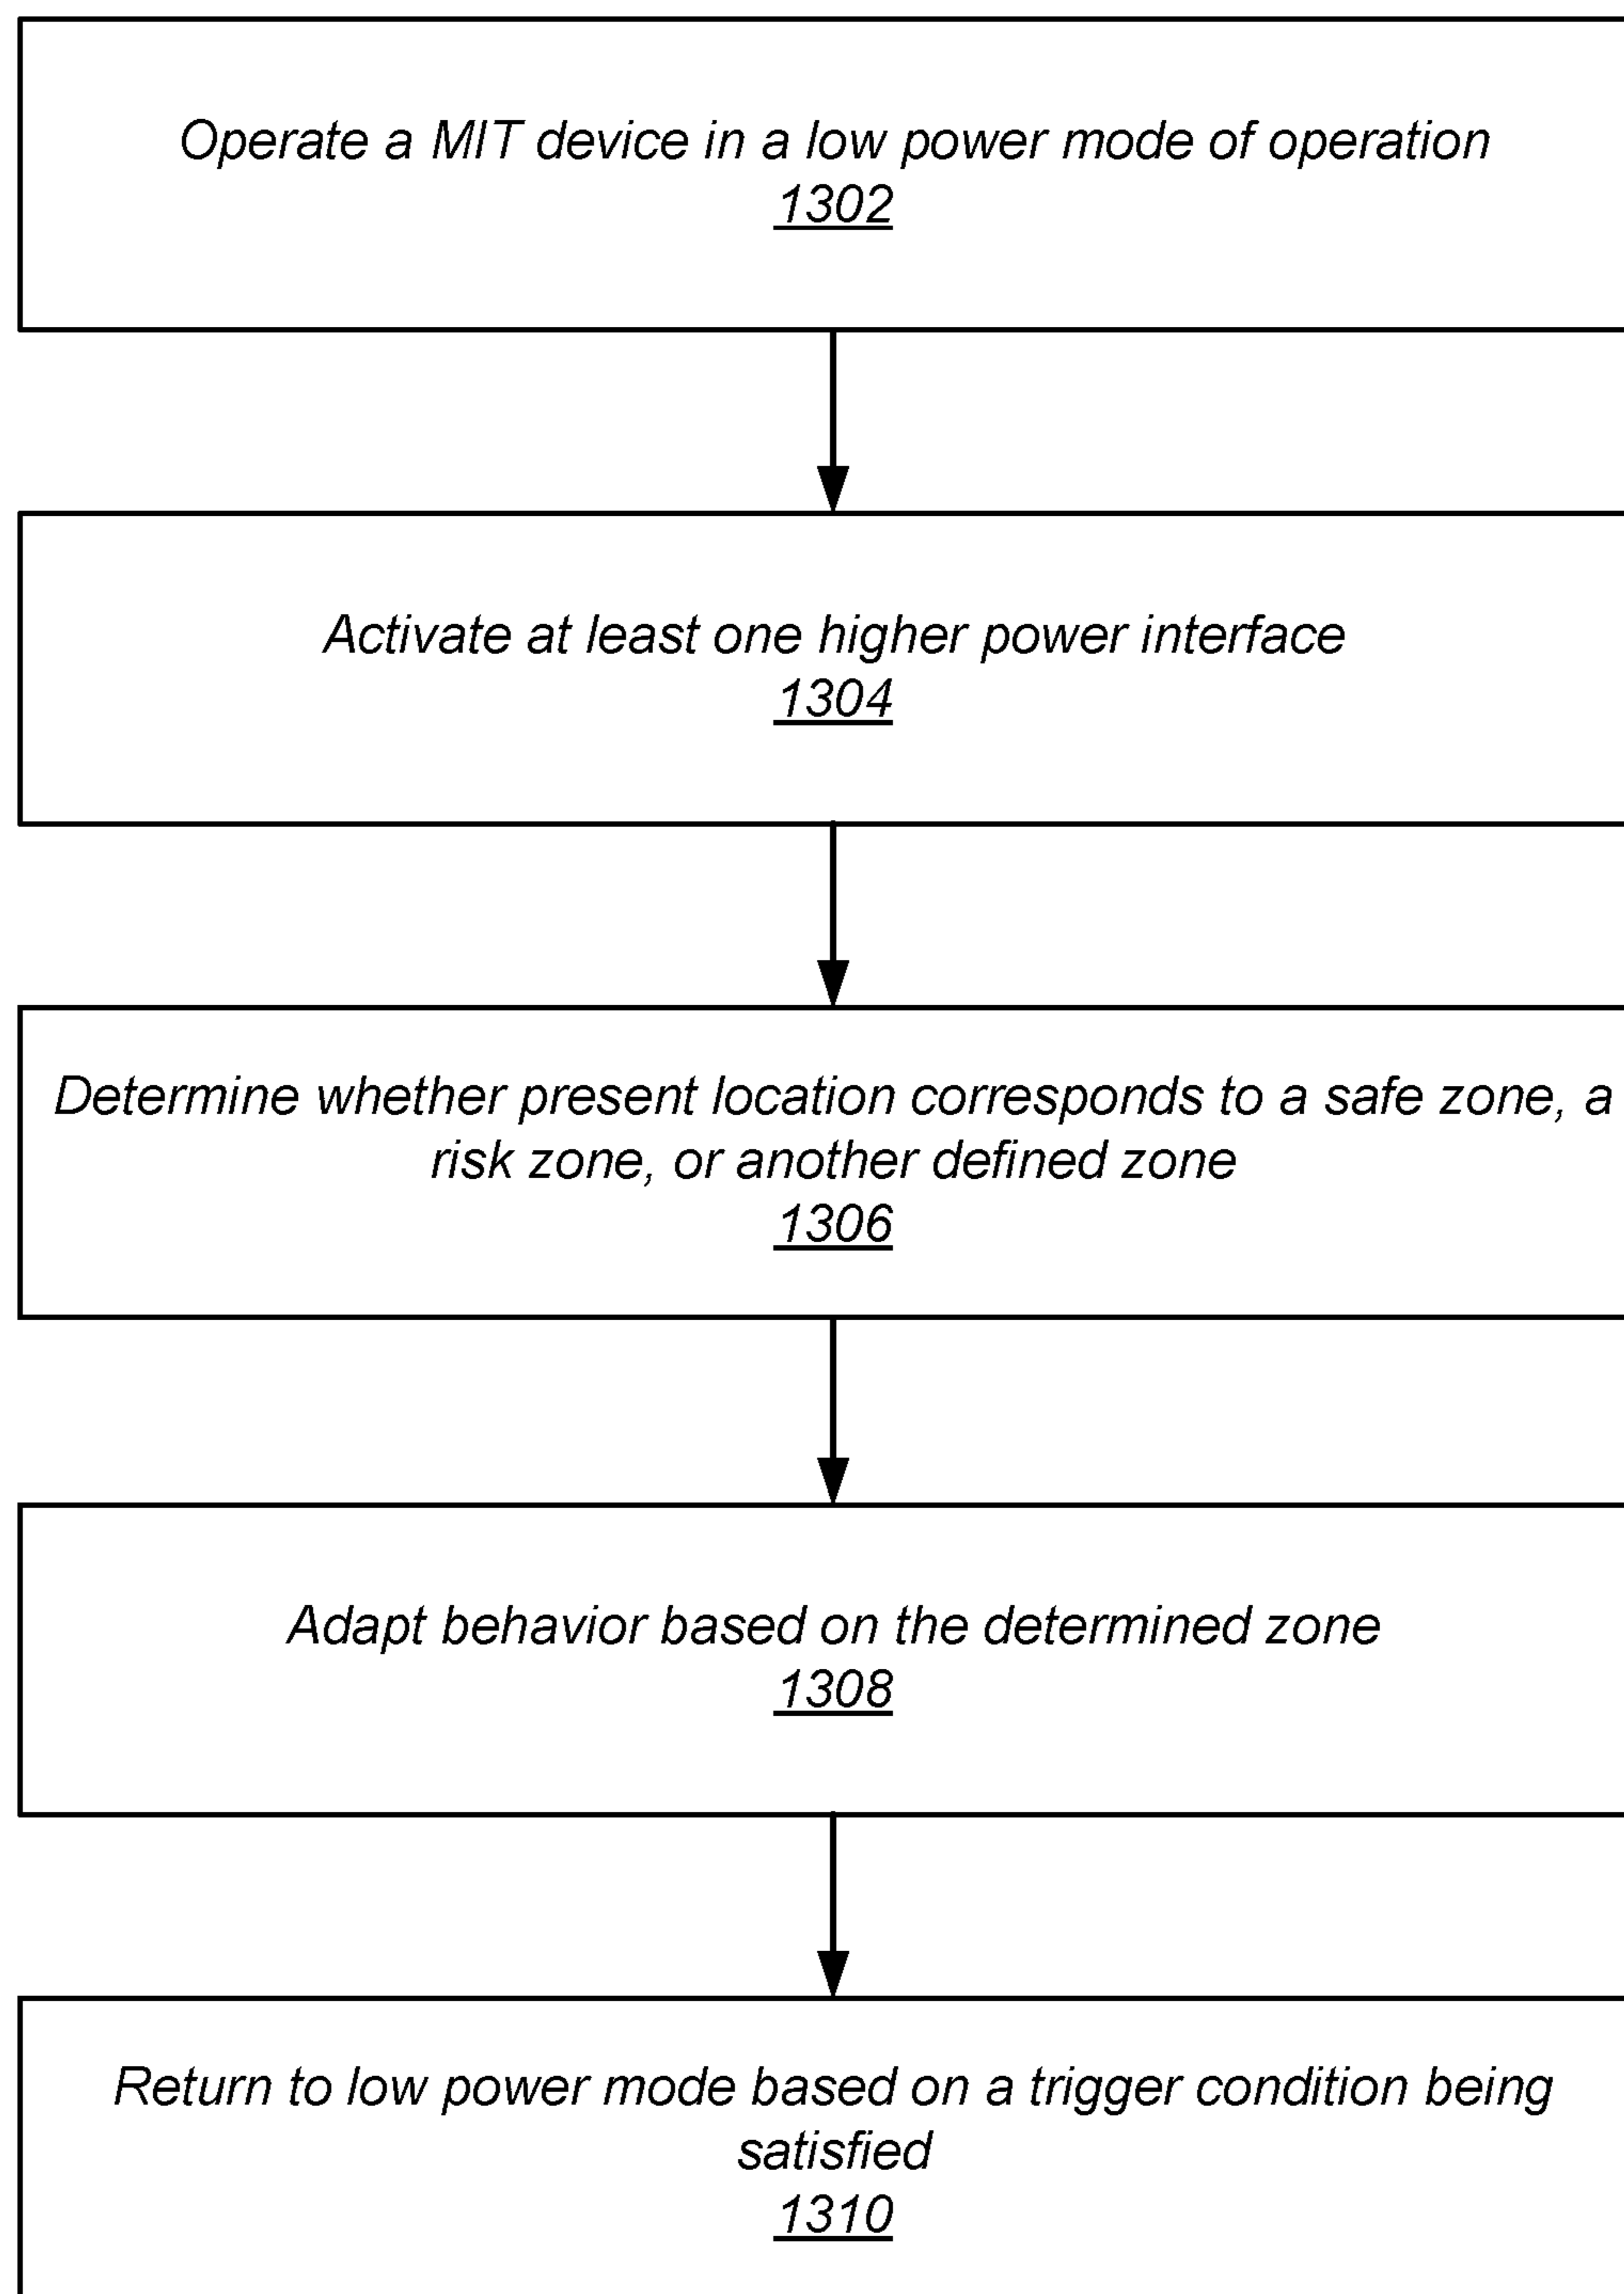 Operate a MIT device in a low power mode of operation
1302
Activate at least one higher power interface
1304
Determine whether present location corresponds to a safe zone, a
risk zone, or another defined zone
1306
Adapt behavior based on the determined zone
1308
Return to low power mode based on a trigger condition being
satisfied
1310